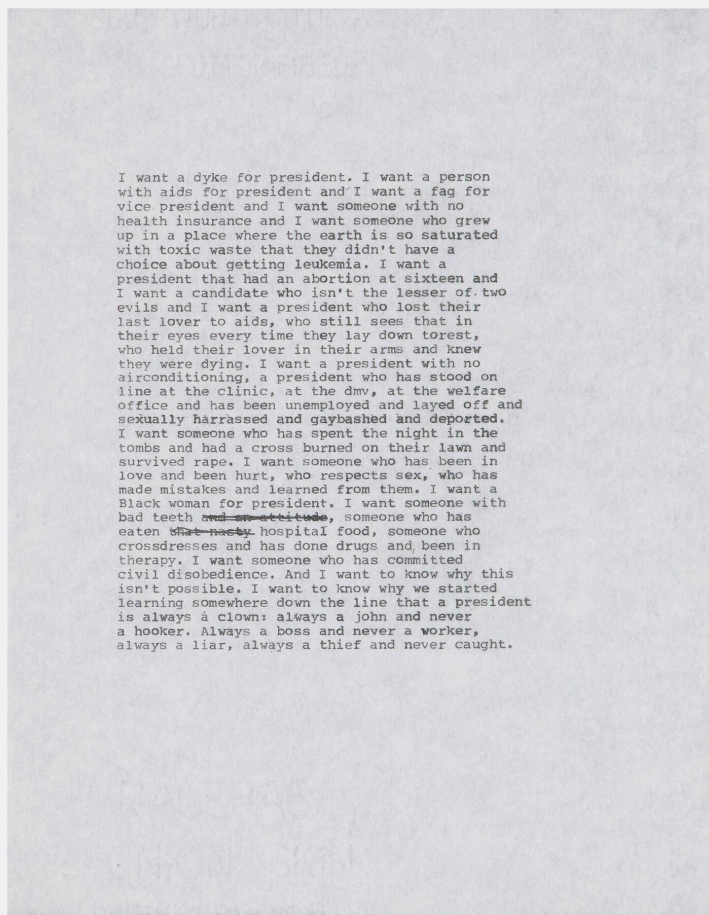 I want a dyke for president. I want a person
with aids for president and I want a fag for
vice president and I want someone with no
health insurance and I want someone who grew
up in a place where the earth is so saturated
with toxic waste that they didn't have a
choice about getting leukemia. I want a
president that had an abortion at sixteen and
I want a candidate who isn't the lesser of two
evils and I want a president who lost their
last lover to aids, who still sees that in
their eyes every time they lay down torest,
who held their lover in their arms and knew
they were dying. I want a president with no
airconditioning, a president who has stood on
line at the clinic, at the dmv, at the welfare
office and has been unemployed and layed off and
sexually harrassed and gaybashed and deported.
I want someone who has spent the night in the
tombs and had a cross burned on their lawn and
survived rape. I want someone who has been in
love and been hurt, who respects sex, who has
made mistakes and learned from them. I want a
Black woman for president. I want someone with
bad teeth and an attitude, someone who has
eaten that nasty hospital food, someone who
crossdresses and has done drugs and been in
therapy. I want someone who has committed
civil disobedience. And I want to know why this
isn't possible. I want to know why we started
learning somewhere down the line that a president
is always a clown: always a john and never
a hooker. Always a boss and never a worker,
always a liar, always a thief and never caught.